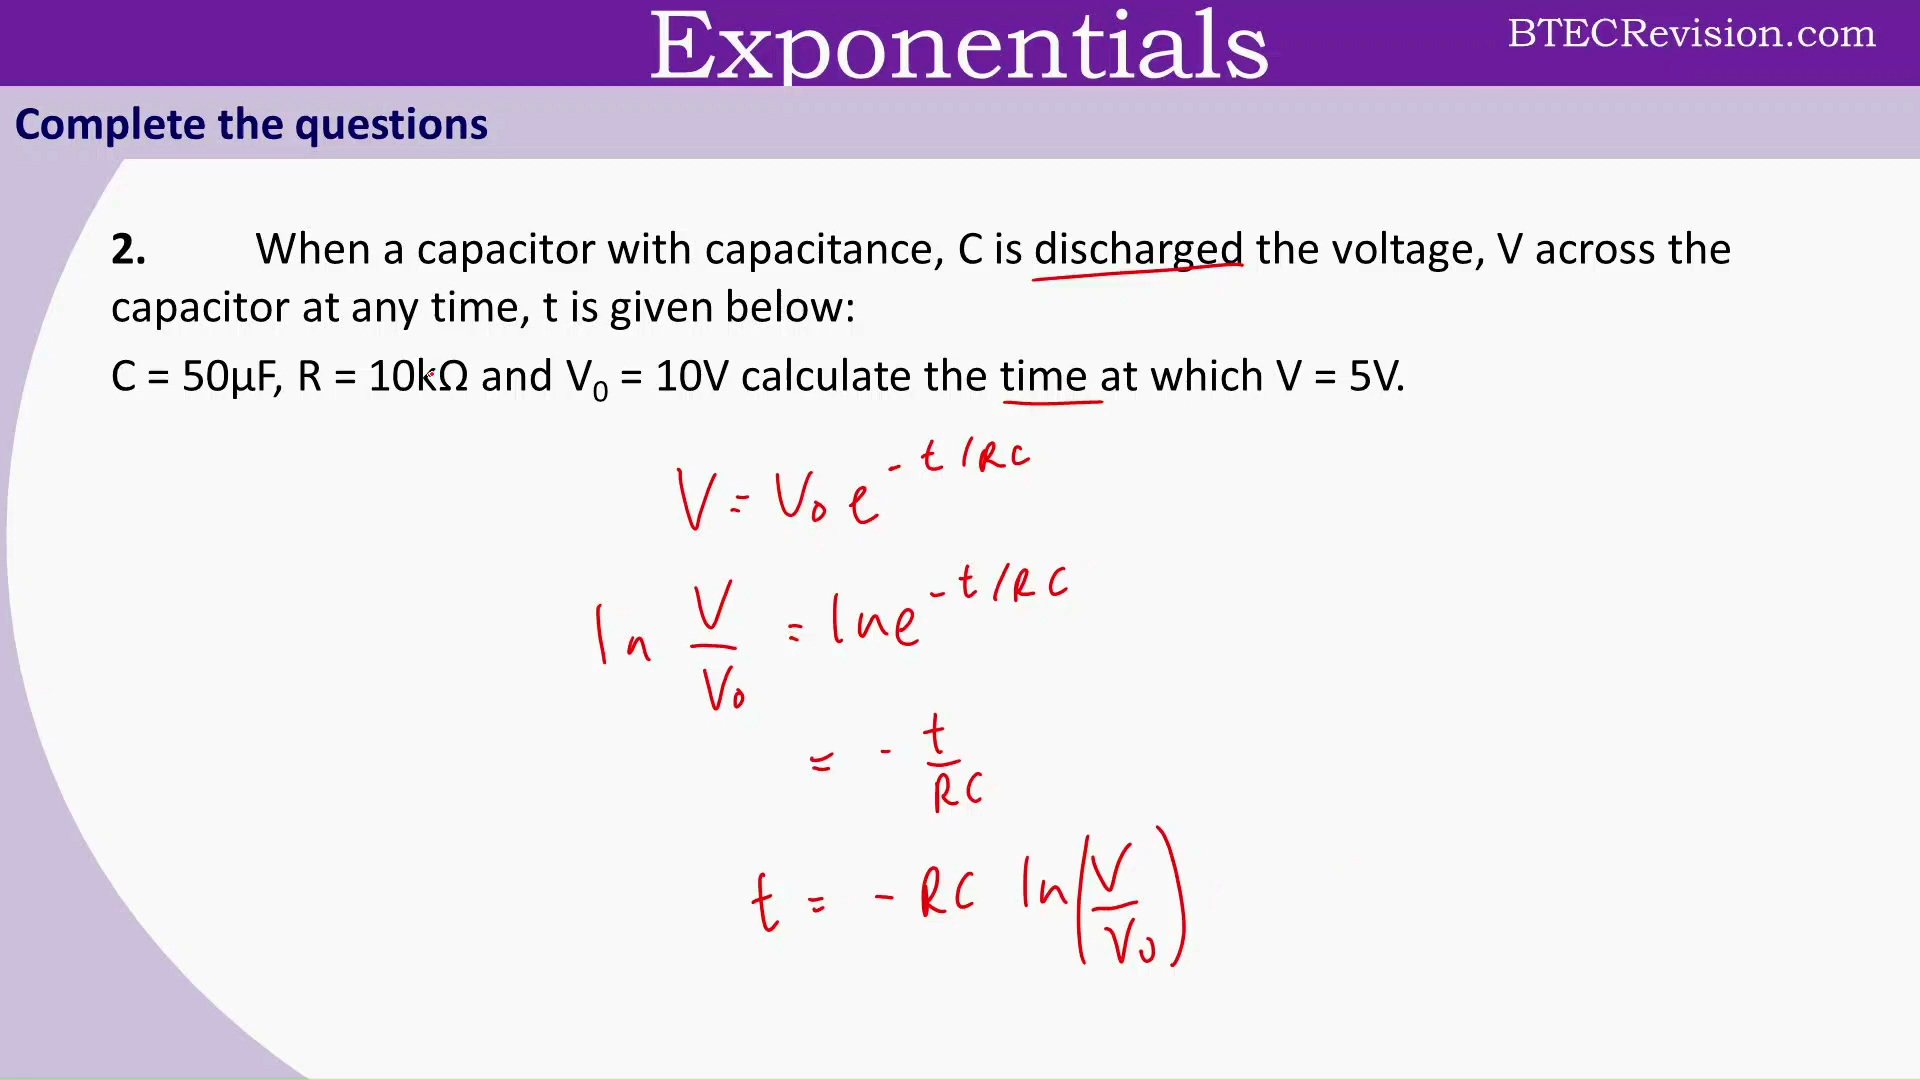 Exponentials
BTECRevision.com
Complete the questions
2. When a capacitor with capacitance, C is discharged the voltage, V across the
capacitor at any time, t is given below:
C = 50μF, R = 10kΩ and V₀ = 10V calculate the time at which V = 5V.
V = V₀ e^(-t/RC)
ln V/V₀ = ln e^(-t/RC)
= - t/RC
t = - RC ln(V/V₀)